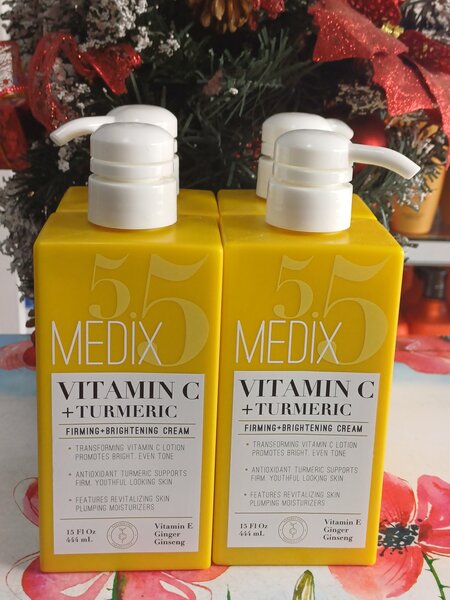 5.5
MEDIX
VITAMIN C
+TURMERIC
FIRMING+BRIGHTENING CREAM
• TRANSFORMING VITAMIN C LOTION
PROMOTES BRIGHT, EVEN TONE
• ANTIOXIDANT TURMERIC SUPPORTS
FIRM, YOUTHFUL LOOKING SKIN
• FEATURES REVITALIZING SKIN
PLUMPING MOISTURIZERS
15 Fl Oz
444 mL
Vitamin E
Ginger
Ginseng
5.5
MEDIX
VITAMIN C
+TURMERIC
FIRMING+BRIGHTENING CREAM
• TRANSFORMING VITAMIN C LOTION
PROMOTES BRIGHT, EVEN TONE
• ANTIOXIDANT TURMERIC SUPPORTS
FIRM, YOUTHFUL LOOKING SKIN
• FEATURES REVITALIZING SKIN
PLUMPING MOISTURIZERS
15 Fl Oz
444 mL
Vitamin E
Ginger
Ginseng